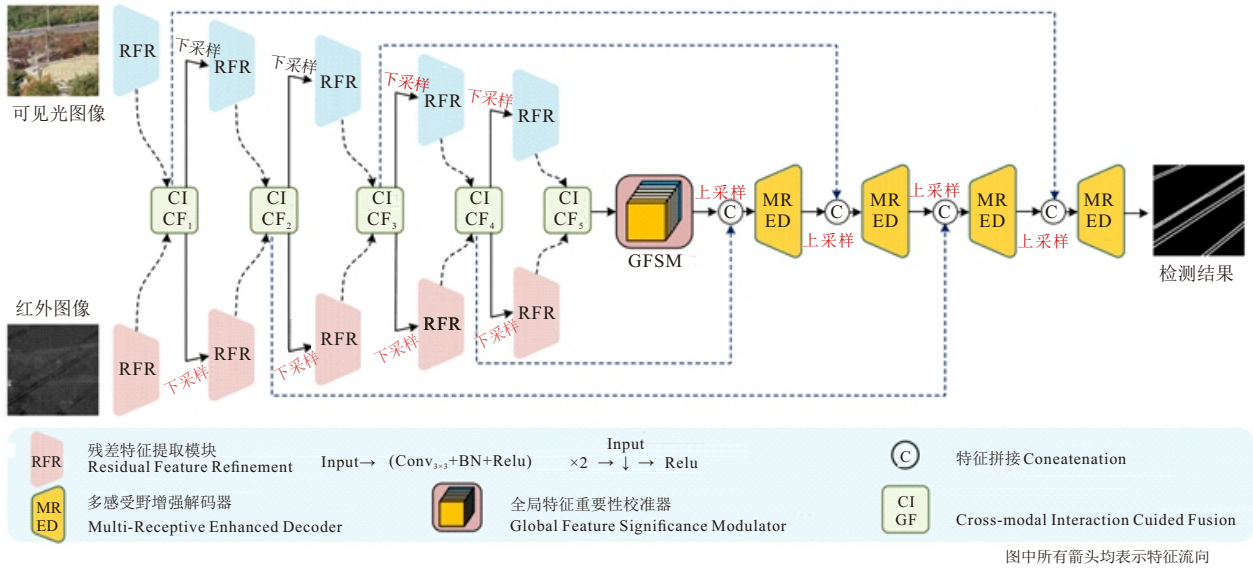 可见光图像
RFR
下采样
RFR
下采样
RFR
下采样
RFR
下采样
RFR
CI
CF1
CI
CF2
CI
CF3
CI
CF4
CI
CF5
GFSM
上采样
C
MR
ED
上采样
C
MR
ED
上采样
C
MR
ED
上采样
C
MR
ED
检测结果
红外图像
RFR
下采样
RFR
下采样
RFR
下采样
RFR
下采样
RFR
RFR
残差特征提取模块
Residual Feature Refinement
Input→ (Conv3×3+BN+Relu) ×2 → ↓ → Relu
Input
C
特征拼接 Coneatenation
MR
ED
多感受野增强解码器
Multi-Receptive Enhanced Decoder
全局特征重要性校准器
Global Feature Significance Modulator
CI
GF
Cross-modal Interaction Cuided Fusion
图中所有箭头均表示特征流向